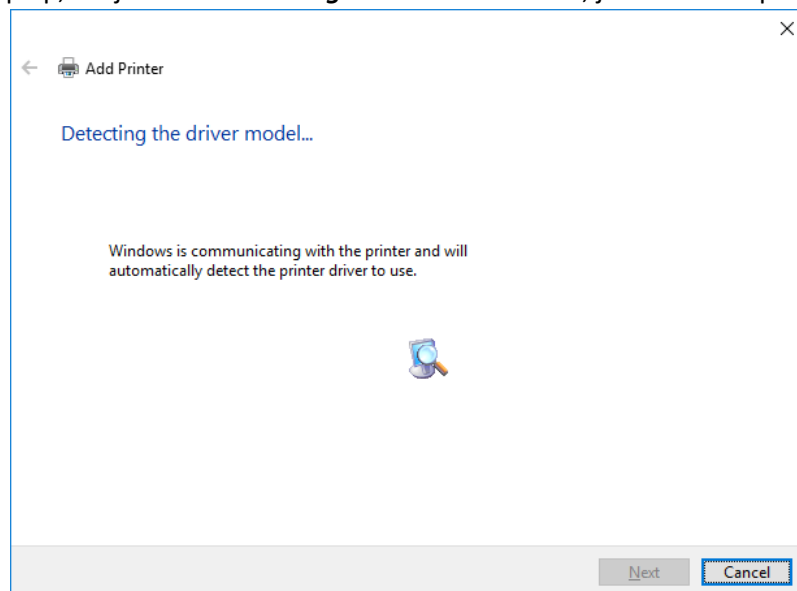 Add Printer
Detecting the driver model...
Windows is communicating with the printer and will
automatically detect the printer driver to use.
Next
Cancel